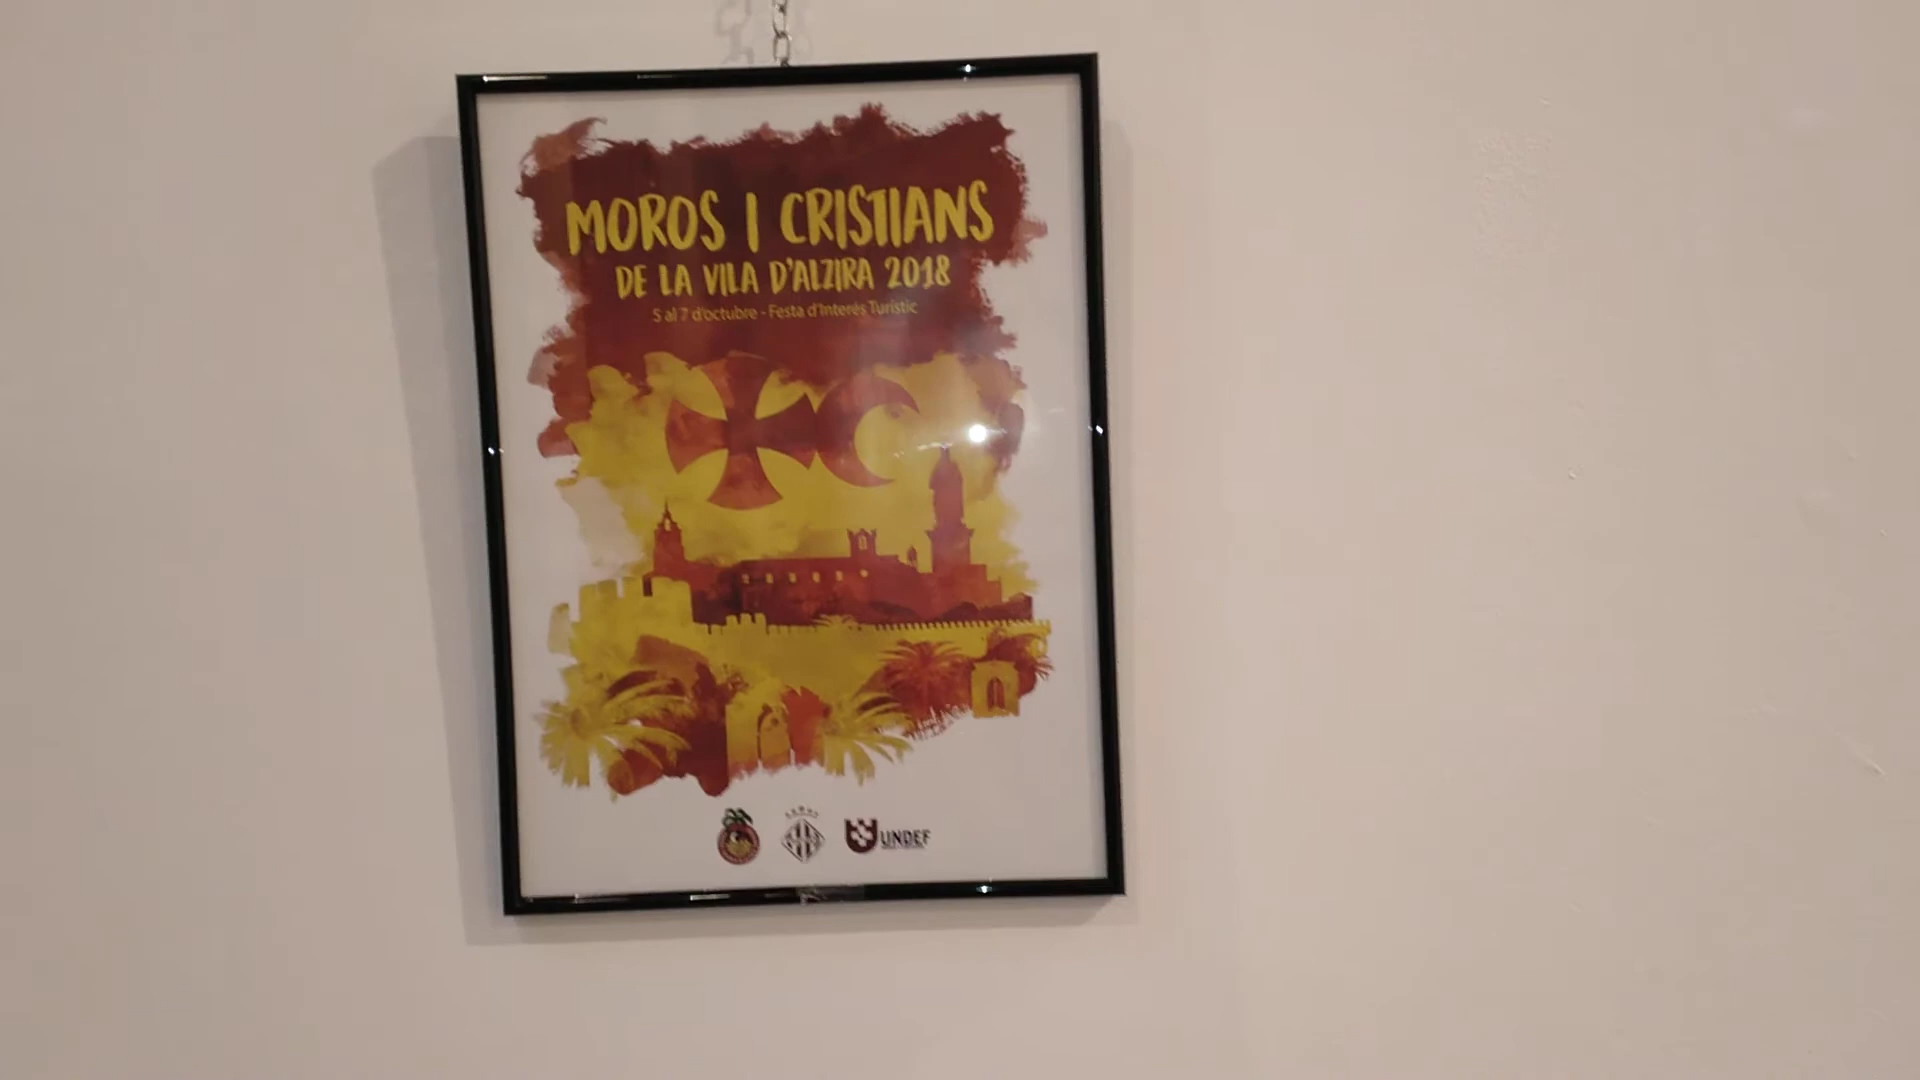 MOROS I CRISTIANS
DE LA VILA D'ALZIRA 2018
5 al 7 d'octubre - Festa d'Interés Turístic
UNDEF